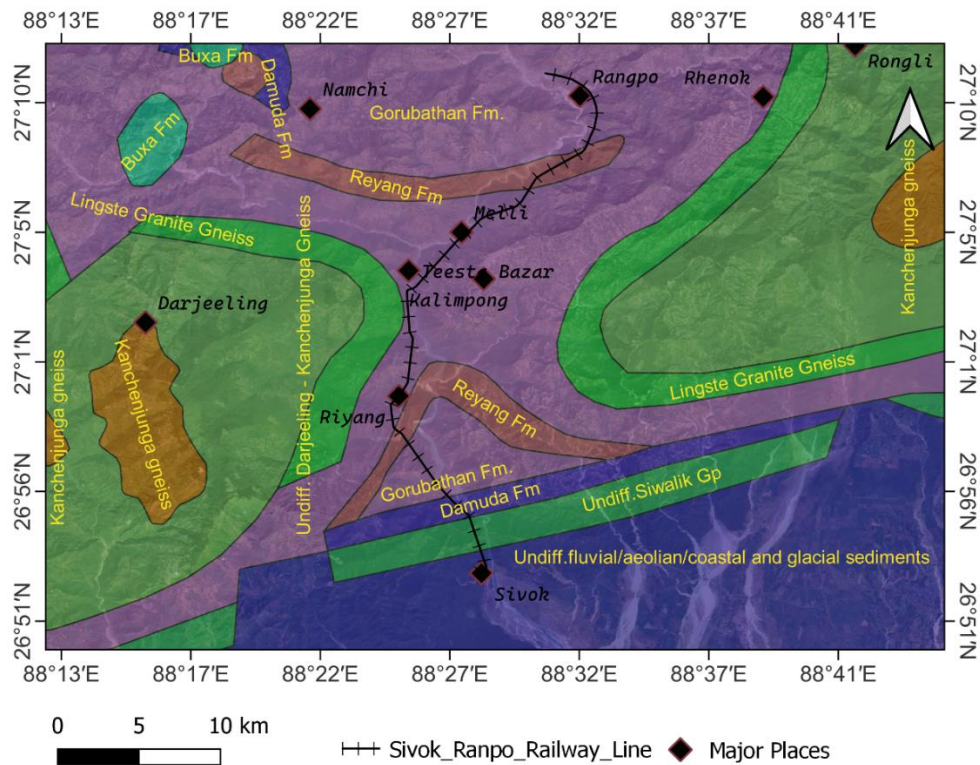 Buxa Fm
Damuda Fm
Namchi
Rangpo
Rhenok
Rongli
Gorubathan Fm.
Buxa Fm
Reyang Fm
Kanchenjunga gneiss
Lingste Granite Gneiss
Melli
Teest
Bazar
Kalimpong
Darjeeling
Undiff. Darjeeling - Kanchenjunga Gneiss
Kanchenjunga gneiss
Kanchenjunga gneiss
Lingste Granite Gneiss
Riyang
Reyang Fm
Gorubathan Fm.
Damuda Fm
Undiff.Siwalik Gp
Undiff.fluvial/aeolian/coastal and glacial sediments
Sivok
27°10'N
27°5'N
27°1'N
26°56'N
26°51'N
27°10'N
27°5'N
27°1'N
26°56'N
26°51'N
88°13'E
88°17'E
88°22'E
88°27'E
88°32'E
88°37'E
88°41'E
88°13'E
88°17'E
88°22'E
88°27'E
88°32'E
88°37'E
88°41'E
0 5 10 km
Sivok_Ranpo_Railway_Line
Major Places